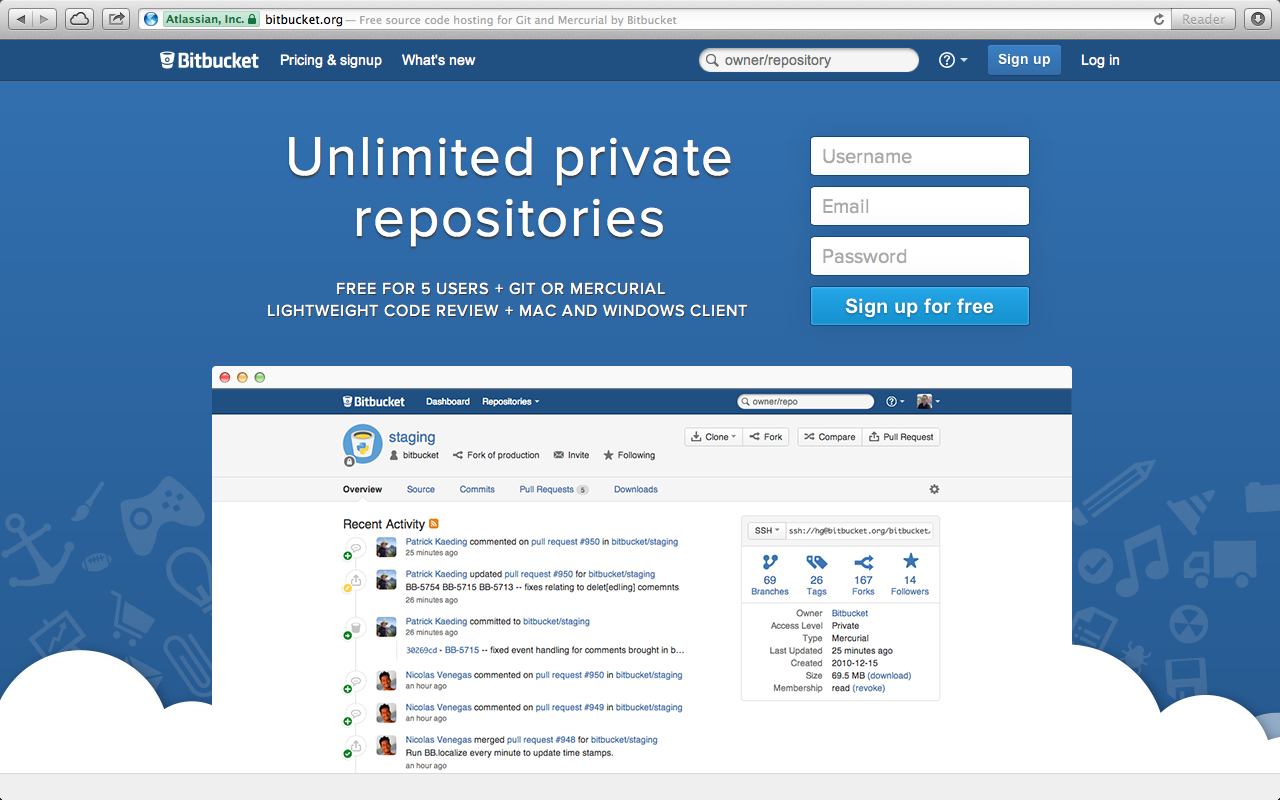 Atlassian, Inc. bitbucket.org — Free source code hosting for Git and Mercurial by Bitbucket Reader
Bitbucket Pricing & signup What's new owner/repository ? Sign up Log in
Unlimited private
repositories
FREE FOR 5 USERS + GIT OR MERCURIAL
LIGHTWEIGHT CODE REVIEW + MAC AND WINDOWS CLIENT
Username
Email
Password
Sign up for free
Bitbucket Dashboard Repositories owner/repo ?
staging
bitbucket Fork of production Invite Following
Clone Fork Compare Pull Request
Overview Source Commits Pull Requests 5 Downloads
Recent Activity
Patrick Kaeding commented on pull request #950 in bitbucket/staging
25 minutes ago
Patrick Kaeding updated pull request #950 for bitbucket/staging
BB-5754 BB-5715 BB-5713 -- fixes relating to delet[edling] comemnts
26 minutes ago
Patrick Kaeding committed to bitbucket/staging
26 minutes ago
30269cd - BB-5715 -- fixed event handling for comments brought in b...
Nicolas Venegas commented on pull request #950 in bitbucket/staging
an hour ago
Nicolas Venegas commented on pull request #949 in bitbucket/staging
an hour ago
Nicolas Venegas merged pull request #948 for bitbucket/staging
Run BB.localize every minute to update time stamps.
an hour ago
SSH ssh://hg@bitbucket.org/bitbucket/
69 26 167 14
Branches Tags Forks Followers
Owner Bitbucket
Access Level Private
Type Mercurial
Last Updated 25 minutes ago
Created 2010-12-15
Size 69.5 MB (download)
Membership read (revoke)